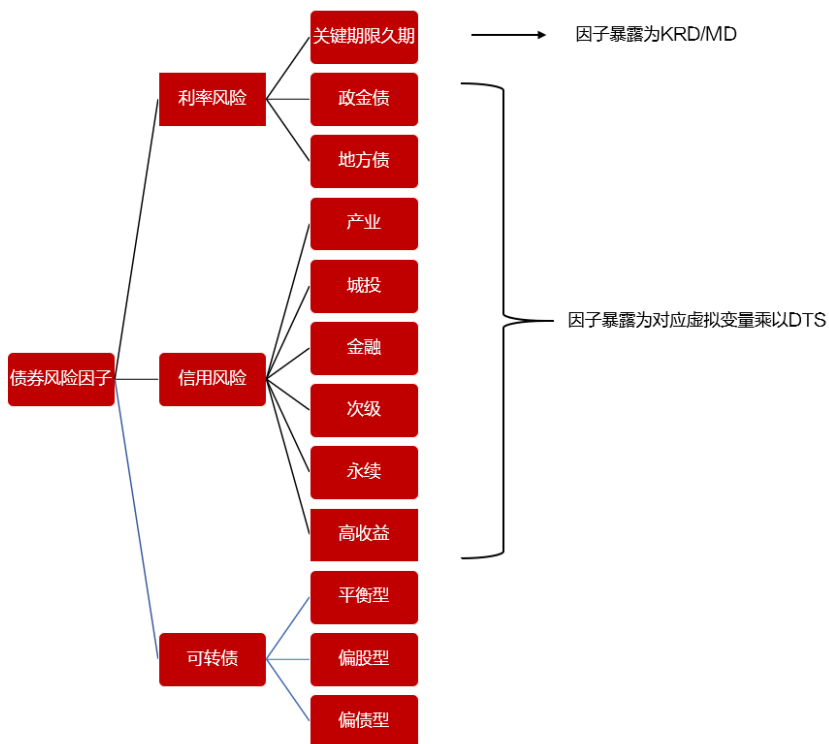 债券风险因子
利率风险
关键期限久期
因子暴露为KRD/MD
政金债
地方债
信用风险
产业
城投
金融
次级
永续
高收益
因子暴露为对应虚拟变量乘以DTS
可转债
平衡型
偏股型
偏债型